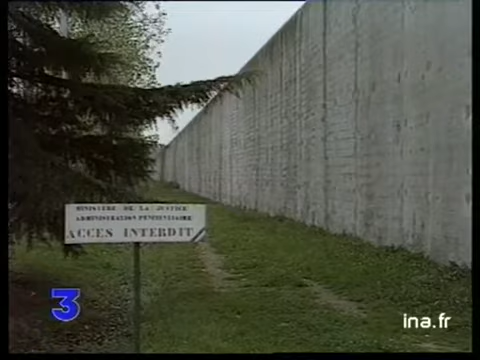 MINISTERE DE LA JUSTICE
ADMINISTRATION PENITENTIAIRE
ACCES INTERDIT
3
ina.fr